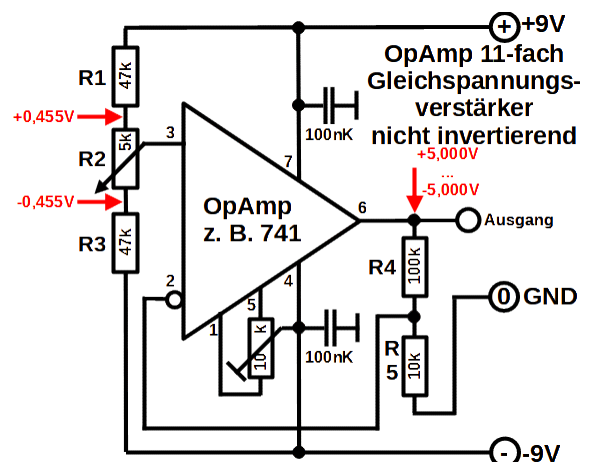 + +9V
OpAmp 11-fach
Gleichspannungs-
verstärker
nicht invertierend
R1
47k
100nK
+0,455V
3
R2
5k
7
+5,000V
...
-5,000V
-0,455V
OpAmp
z. B. 741
6
Ausgang
R3
47k
R4
100k
2
5
4
0 GND
1
10 k
100nK
R
5
10k
- -9V